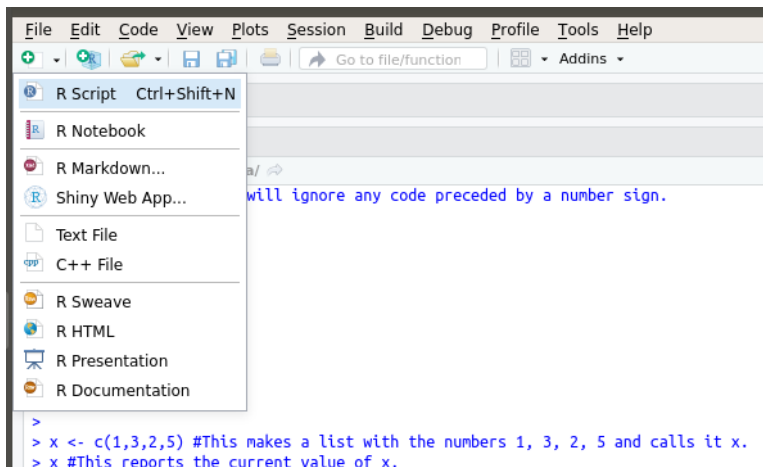 File Edit Code View Plots Session Build Debug Profile Tools Help
Go to file/function Addins
R Script Ctrl+Shift+N
R Notebook
R Markdown...
a/
Shiny Web App...
will ignore any code preceded by a number sign.
Text File
C++ File
R Sweave
R HTML
R Presentation
R Documentation
>
> x <- c(1,3,2,5) #This makes a list with the numbers 1, 3, 2, 5 and calls it x.
> x #This reports the current value of x.